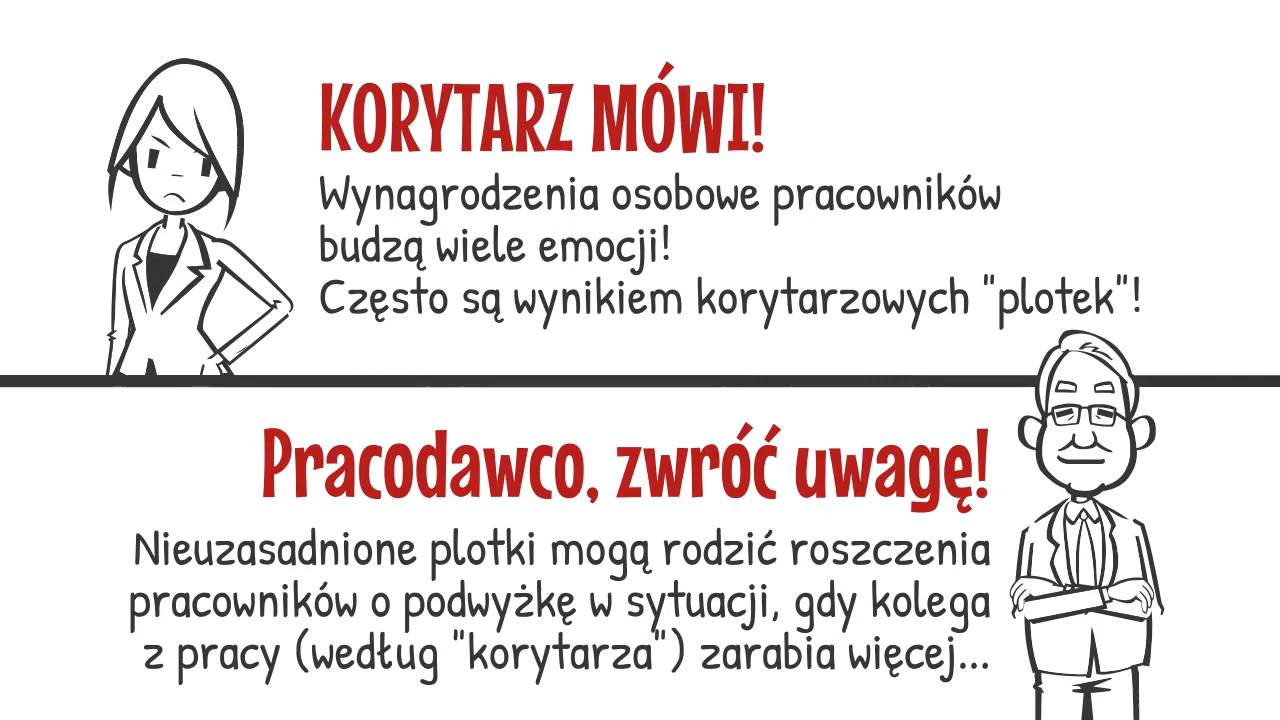 KORYTARZ MÓWI!
Wynagrodzenia osobowe pracowników
budzą wiele emocji!
Często są wynikiem korytarzowych "plotek"!
Pracodawco, zwróć uwagę!
Nieuzasadnione plotki mogą rodzić roszczenia
pracowników o podwyżkę w sytuacji, gdy kolega
z pracy (według "korytarza") zarabia więcej...